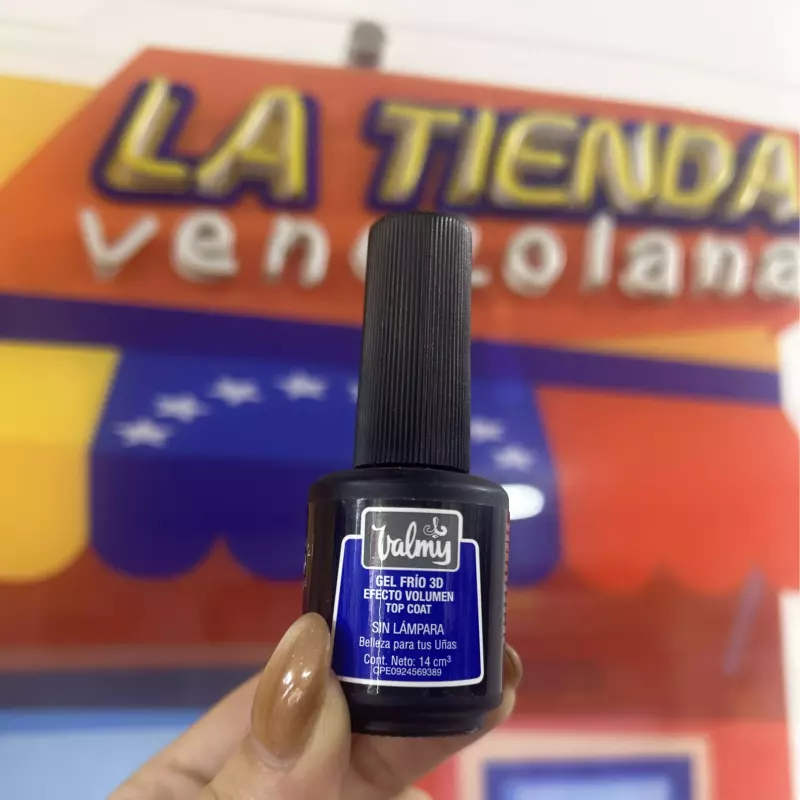 LA TIENDA
venezolana
Valmy
GEL FRÍO 3D
EFECTO VOLUMEN
TOP COAT
SIN LÁMPARA
Belleza para tus Uñas
Cont. Neto: 14 cm³
CPE0924569389